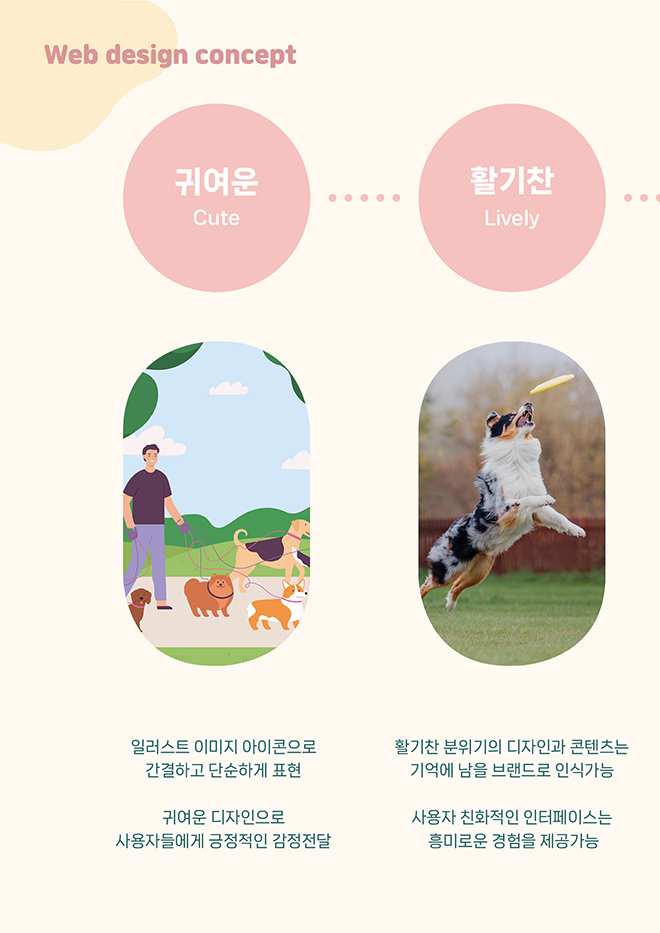 Web design concept
귀여운
Cute
활기찬
Lively
일러스트 이미지 아이콘으로
간결하고 단순하게 표현
귀여운 디자인으로
사용자들에게 긍정적인 감정전달
활기찬 분위기의 디자인과 콘텐츠는
기억에 남을 브랜드로 인식가능
사용자 친화적인 인터페이스는
흥미로운 경험을 제공가능